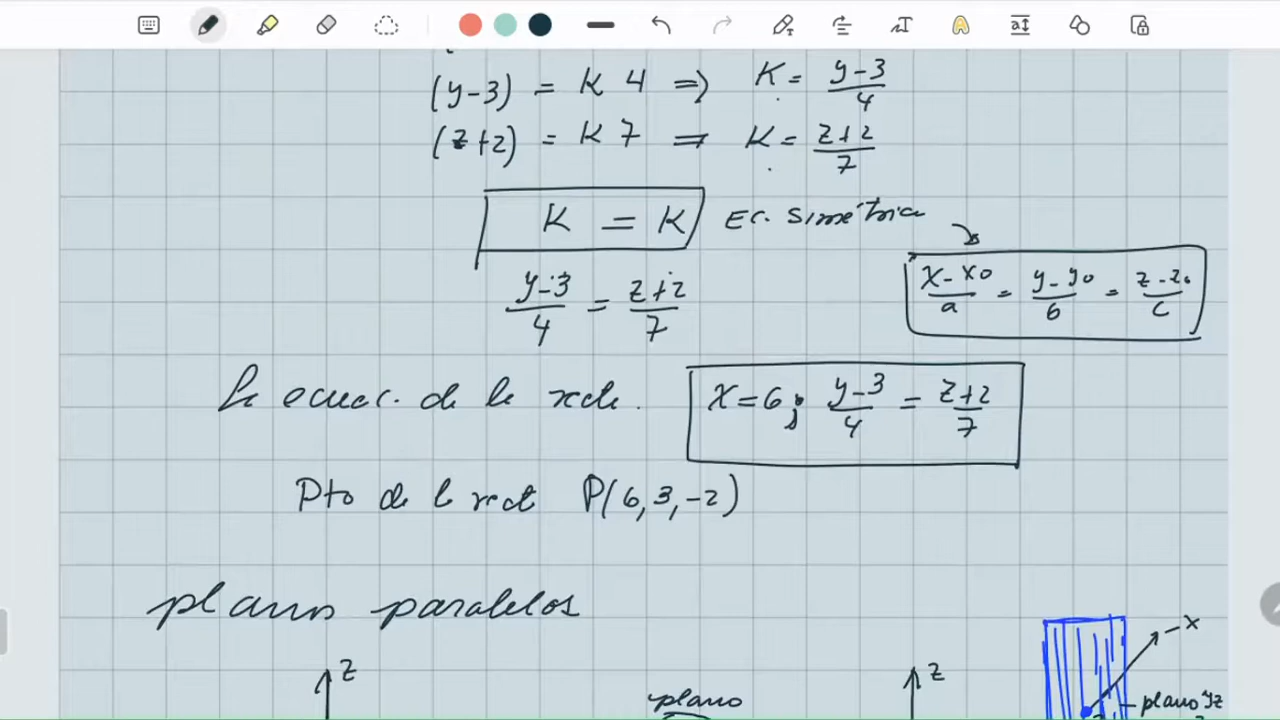 (y-3) = K 4 => K = y-3/4
(z+2) = K 7 => K = z+2/7
K = K Ec. Simétrica
x-x0/a = y-y0/b = z-z0/c
y-3/4 = z+2/7
La ecuac. de la recta. X=6; y-3/4 = z+2/7
Pto de la recta P(6,3,-2)
planos paralelos
-X
Z
plano
Z
plano yz